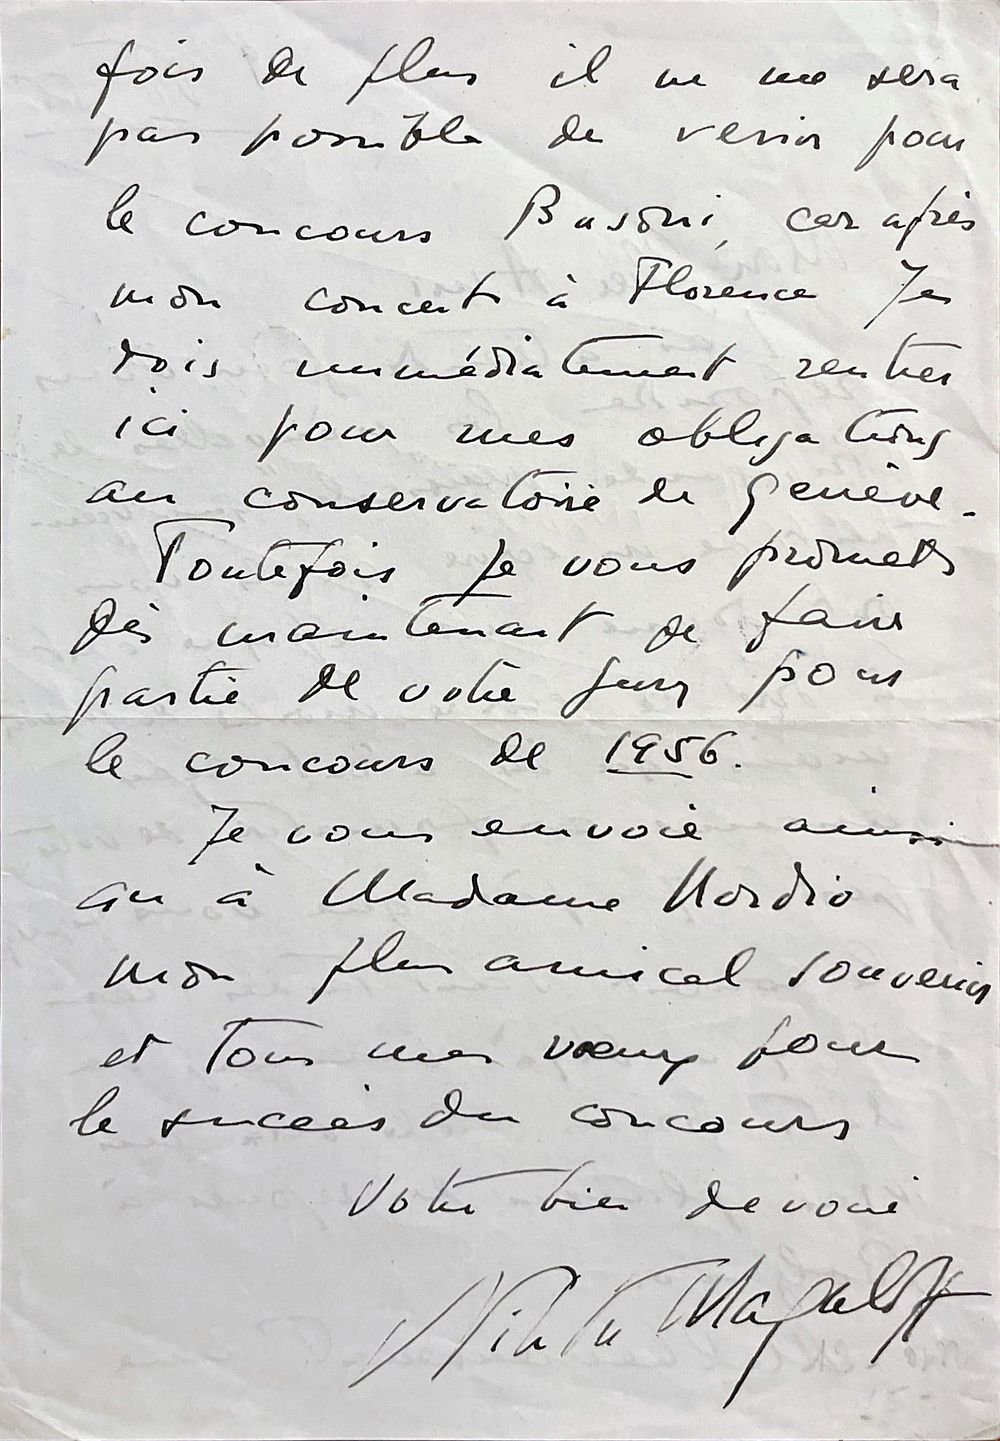 fois de plus il ne me sera
pas possible de venir pour
le concours Busoni, car après
mon concert à Florence je
dois immédiatement rentrer
ici pour mes obligations
au conservatoire de Genève.
Toutefois je vous promets
dès maintenant de faire
partie de votre jury pour
le concours de 1956.
Je vous envoie ainsi
qu'à Madame Nordio
mon plus amical souvenir
et tous mes vœux pour
le succès du concours
Votre bien dévoué
Nikita Magaloff